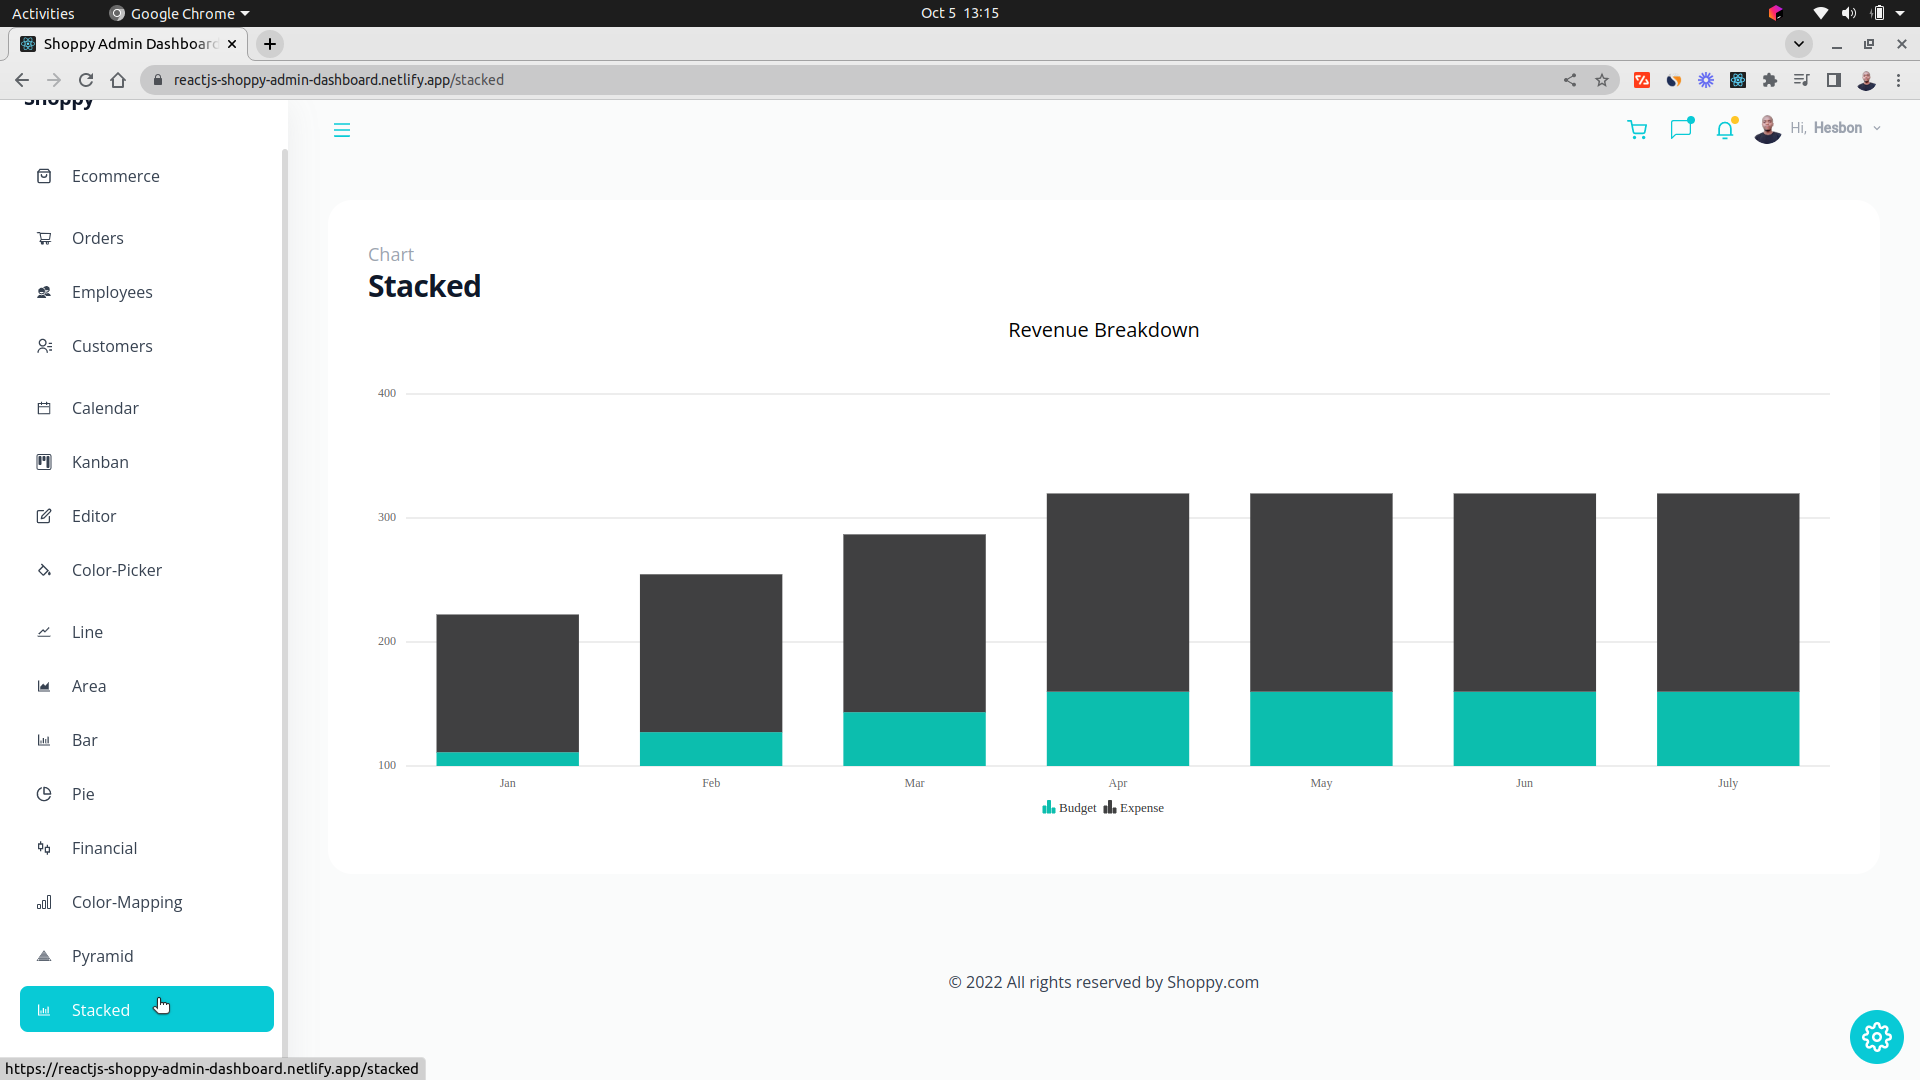 Activities Google Chrome Oct 5 13:15
Shoppy Admin Dashboard
reactjs-shoppy-admin-dashboard.netlify.app/stacked
Shoppy
Ecommerce
Orders
Employees
Customers
Calendar
Kanban
Editor
Color-Picker
Line
Area
Bar
Pie
Financial
Color-Mapping
Pyramid
Stacked
https://reactjs-shoppy-admin-dashboard.netlify.app/stacked
Hi, Hesbon
Chart
Stacked
Revenue Breakdown
400
300
200
100
Jan Feb Mar Apr May Jun July
Budget Expense
© 2022 All rights reserved by Shoppy.com